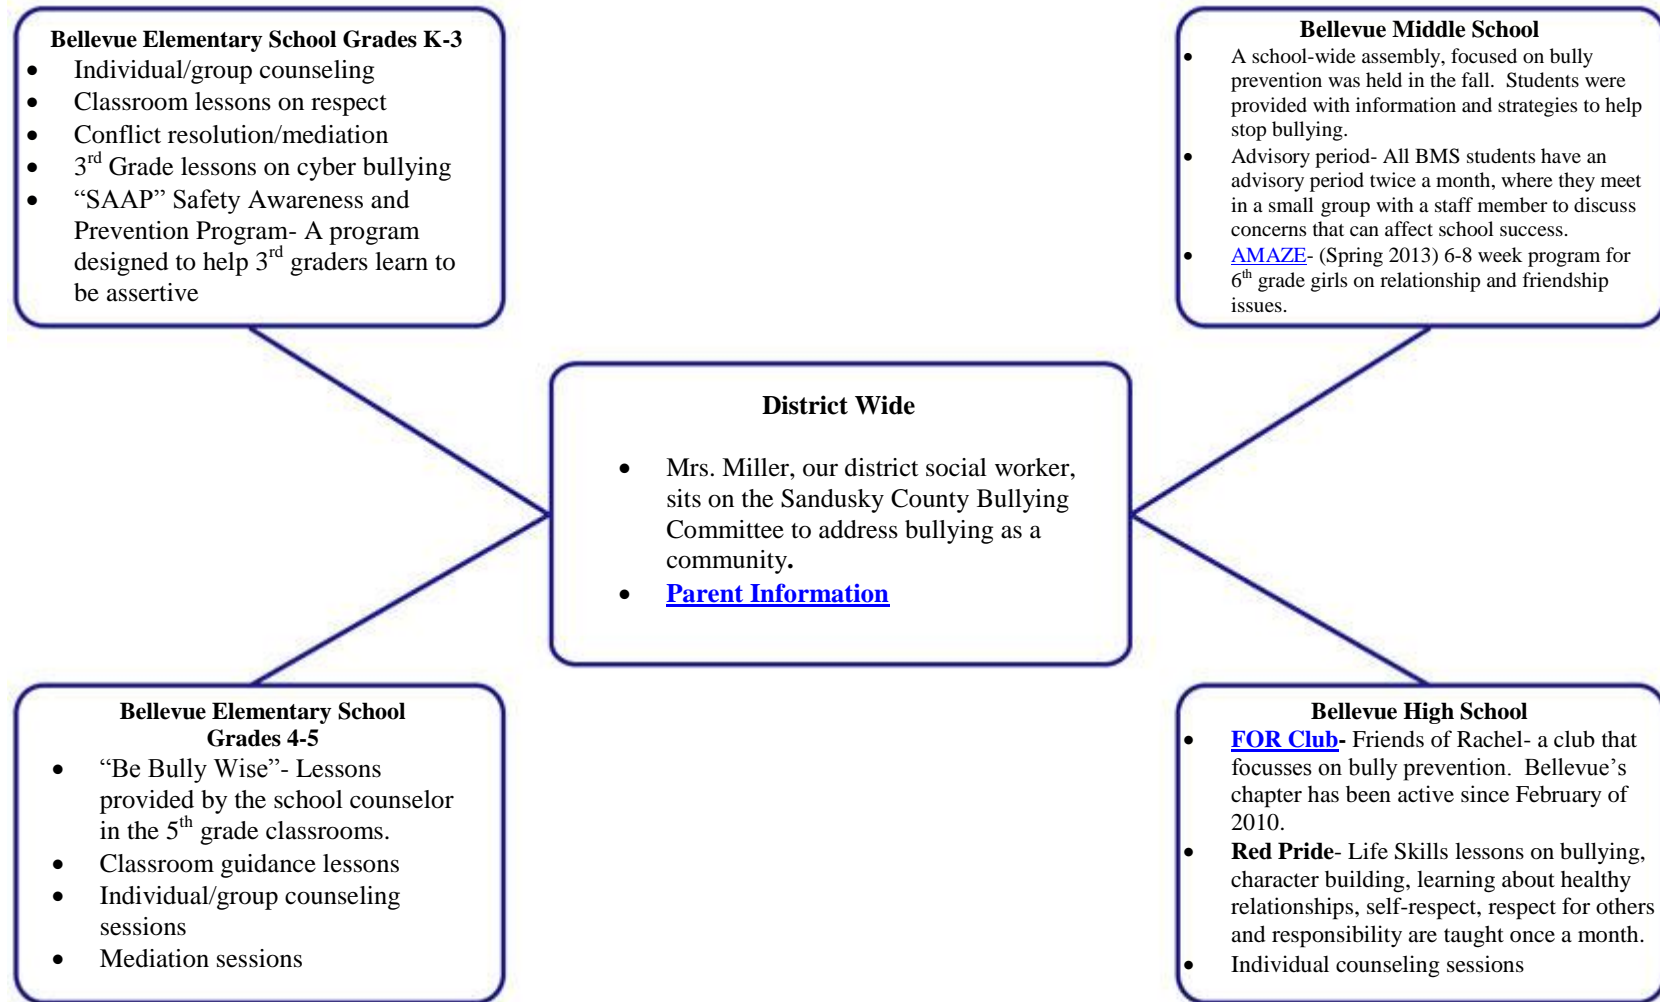 Bellevue Elementary School Grades K-3
• Individual/group counseling
• Classroom lessons on respect
• Conflict resolution/mediation
• 3rd Grade lessons on cyber bullying
• “SAAP” Safety Awareness and
Prevention Program- A program
designed to help 3rd graders learn to
be assertive
Bellevue Middle School
• A school-wide assembly, focused on bully
prevention was held in the fall.  Students were
provided with information and strategies to help
stop bullying.
• Advisory period- All BMS students have an
advisory period twice a month, where they meet
in a small group with a staff member to discuss
concerns that can affect school success.
• AMAZE- (Spring 2013) 6-8 week program for
6th grade girls on relationship and friendship
issues.
District Wide
• Mrs. Miller, our district social worker,
sits on the Sandusky County Bullying
Committee to address bullying as a
community.
• Parent Information
Bellevue Elementary School
Grades 4-5
• “Be Bully Wise”- Lessons
provided by the school counselor
in the 5th grade classrooms.
• Classroom guidance lessons
• Individual/group counseling
sessions
• Mediation sessions
Bellevue High School
• FOR Club- Friends of Rachel- a club that
focusses on bully prevention.  Bellevue’s
chapter has been active since February of
2010.
• Red Pride- Life Skills lessons on bullying,
character building, learning about healthy
relationships, self-respect, respect for others
and responsibility are taught once a month.
• Individual counseling sessions